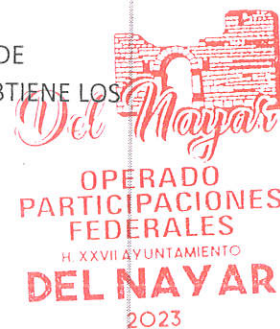 DE
BTIENE LOS
Del Nayar
OPERADO
PARTICIPACIONES
FEDERALES
H. XXVII AYUNTAMIENTO
DEL NAYAR
2023